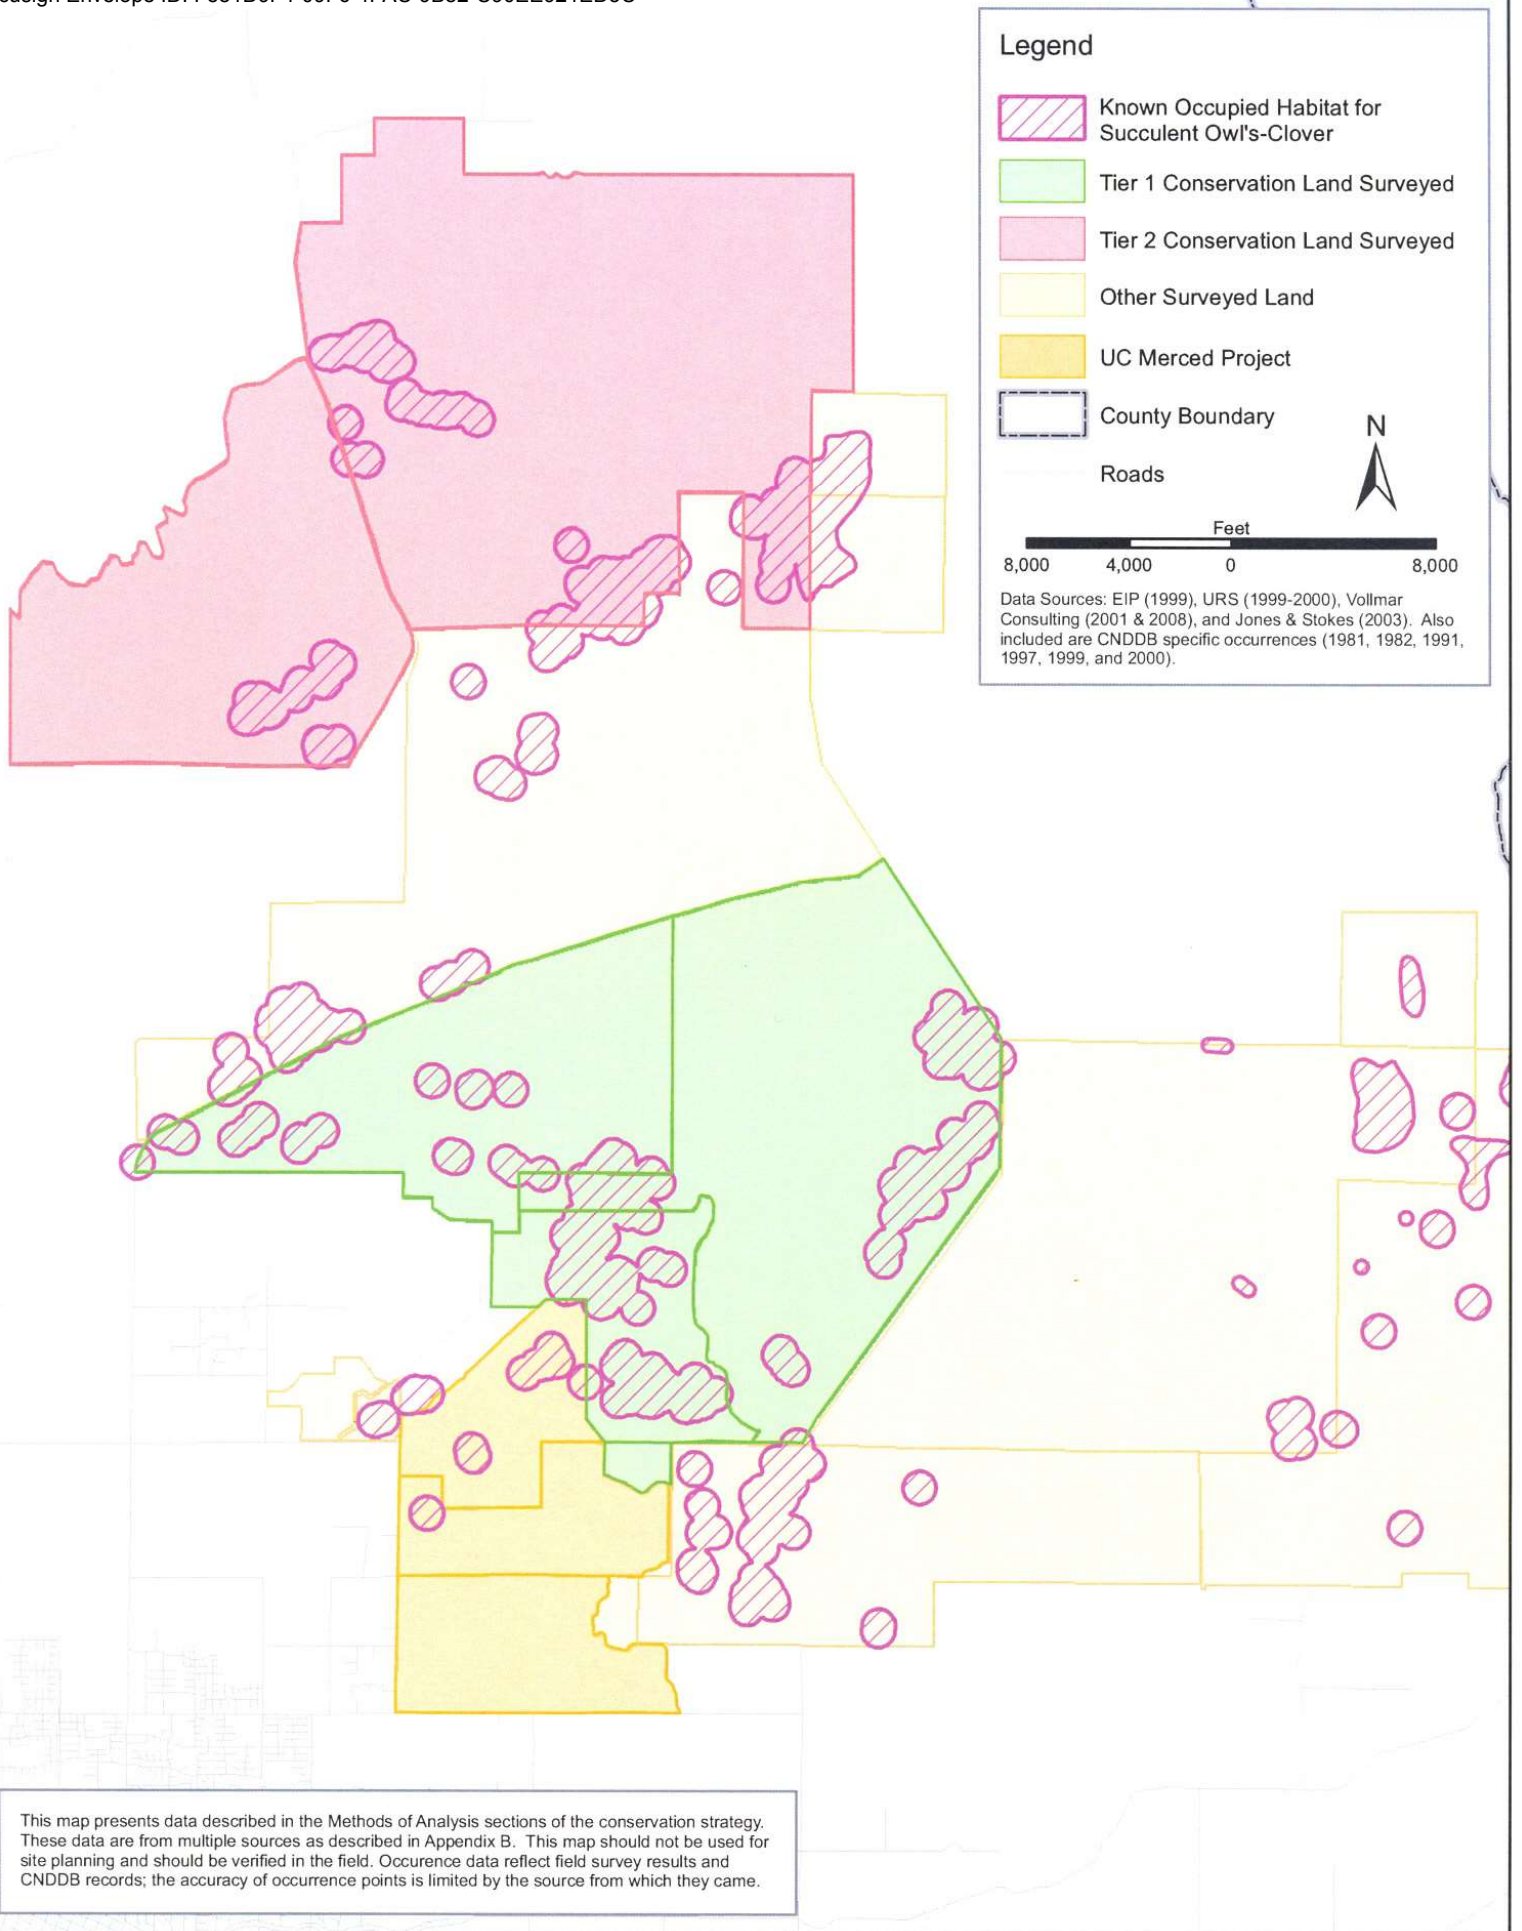 Legend
Known Occupied Habitat for
Succulent Owl's-Clover
Tier 1 Conservation Land Surveyed
Tier 2 Conservation Land Surveyed
Other Surveyed Land
UC Merced Project
County Boundary
N
Roads
Feet
8,000 4,000 0 8,000
Data Sources: EIP (1999), URS (1999-2000), Vollmar
Consulting (2001 & 2008), and Jones & Stokes (2003). Also
included are CNDDB specific occurrences (1981, 1982, 1991,
1997, 1999, and 2000).
This map presents data described in the Methods of Analysis sections of the conservation strategy.
These data are from multiple sources as described in Appendix B. This map should not be used for
site planning and should be verified in the field. Occurence data reflect field survey results and
CNDDB records; the accuracy of occurrence points is limited by the source from which they came.